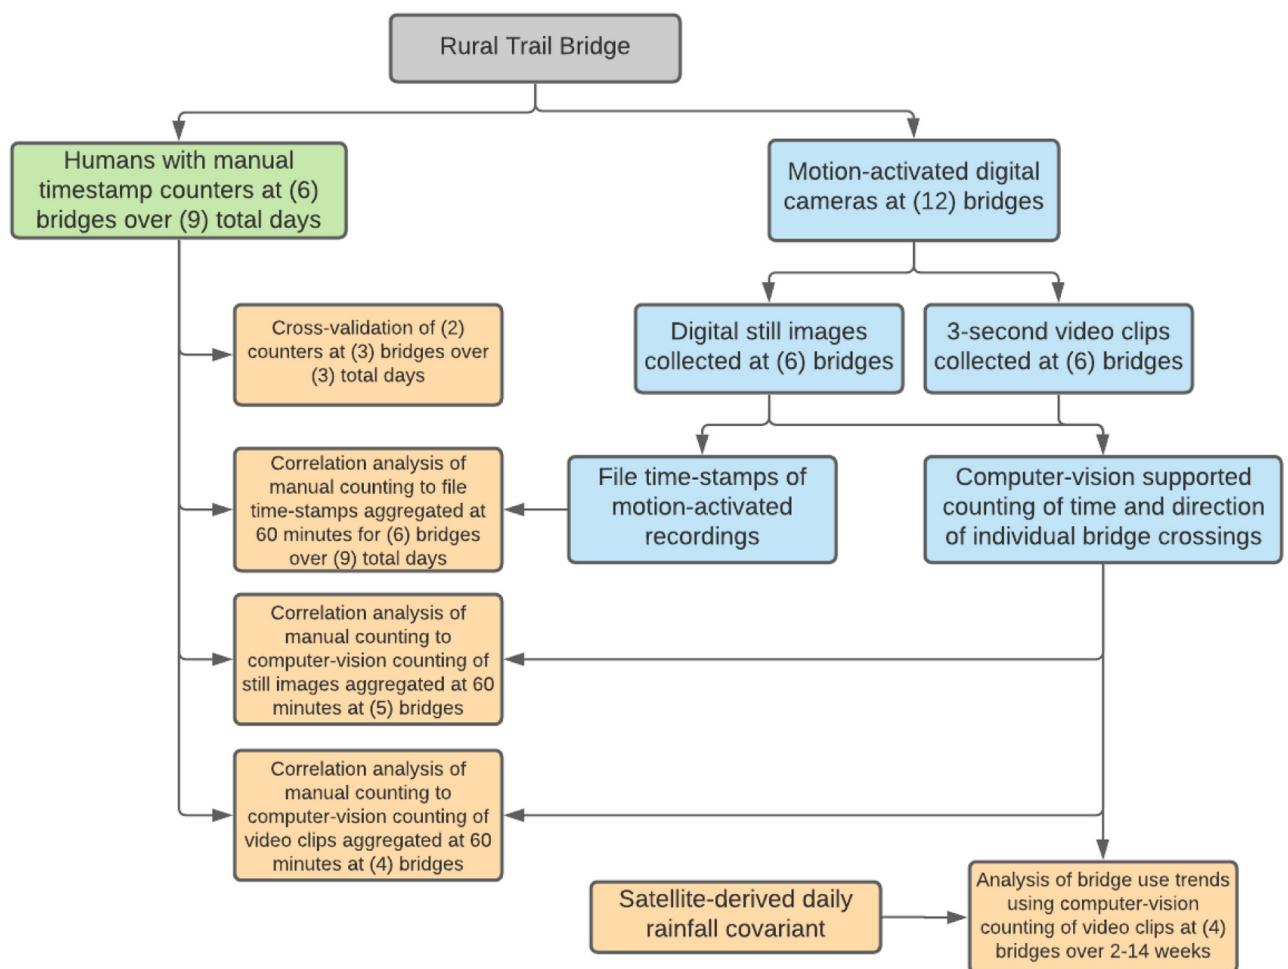 Rural Trail Bridge
Humans with manual
timestamp counters at (6)
bridges over (9) total days
Motion-activated digital
cameras at (12) bridges
Cross-validation of (2)
counters at (3) bridges over
(3) total days
Digital still images
collected at (6) bridges
3-second video clips
collected at (6) bridges
Correlation analysis of
manual counting to file
time-stamps aggregated at
60 minutes for (6) bridges
over (9) total days
File time-stamps of
motion-activated
recordings
Computer-vision supported
counting of time and direction
of individual bridge crossings
Correlation analysis of
manual counting to
computer-vision counting of
still images aggregated at 60
minutes at (5) bridges
Correlation analysis of
manual counting to
computer-vision counting of
video clips aggregated at 60
minutes at (4) bridges
Satellite-derived daily
rainfall covariant
Analysis of bridge use trends
using computer-vision
counting of video clips at (4)
bridges over 2-14 weeks